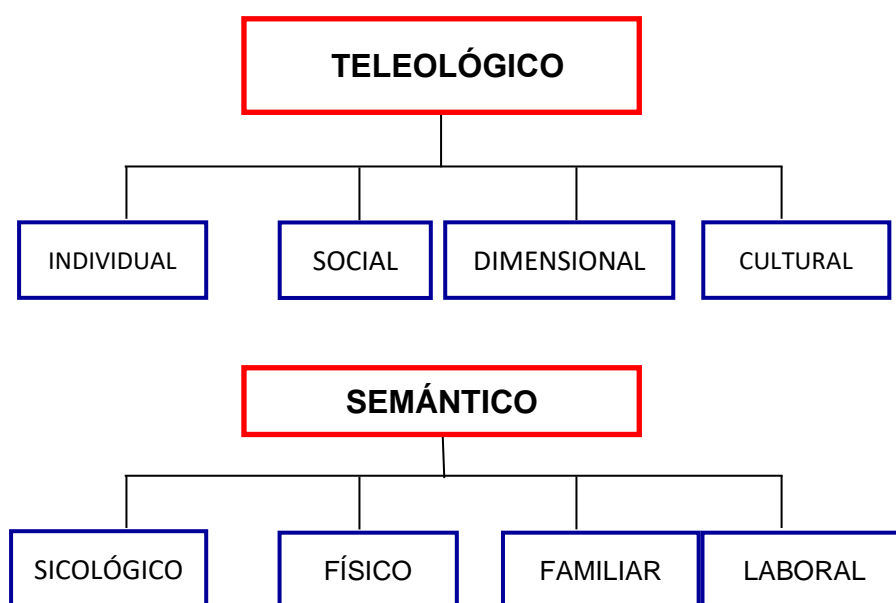 TELEOLÓGICO
INDIVIDUAL
SOCIAL
DIMENSIONAL
CULTURAL
SEMÁNTICO
SICOLÓGICO
FÍSICO
FAMILIAR
LABORAL